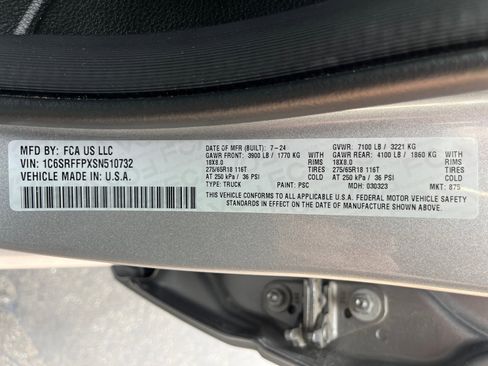 MFD BY: FCA US LLC
VIN: 1C6SRFFPXSN510732
VEHICLE MADE IN: U.S.A.
DATE OF MFR (BUILT): 7-24 GVWR: 7100 LB / 3221 KG
GAWR FRONT: 3900 LB / 1770 KG WITH GAWR REAR: 4100 LB / 1860 KG WITH
18X8.0 RIMS 18X8.0 RIMS
275/65R18 116T TIRES 275/65R18 116T TIRES
AT 250 kPa / 36 PSI COLD AT 250 kPa / 36 PSI COLD
TYPE: TRUCK PAINT: PSC MDH: 030323 MKT: 875
THIS VEHICLE CONFORMS TO ALL APPLICABLE U.S.A. FEDERAL MOTOR VEHICLE SAFETY
STANDARDS IN EFFECT ON THE DATE OF MANUFACTURE SHOWN ABOVE.